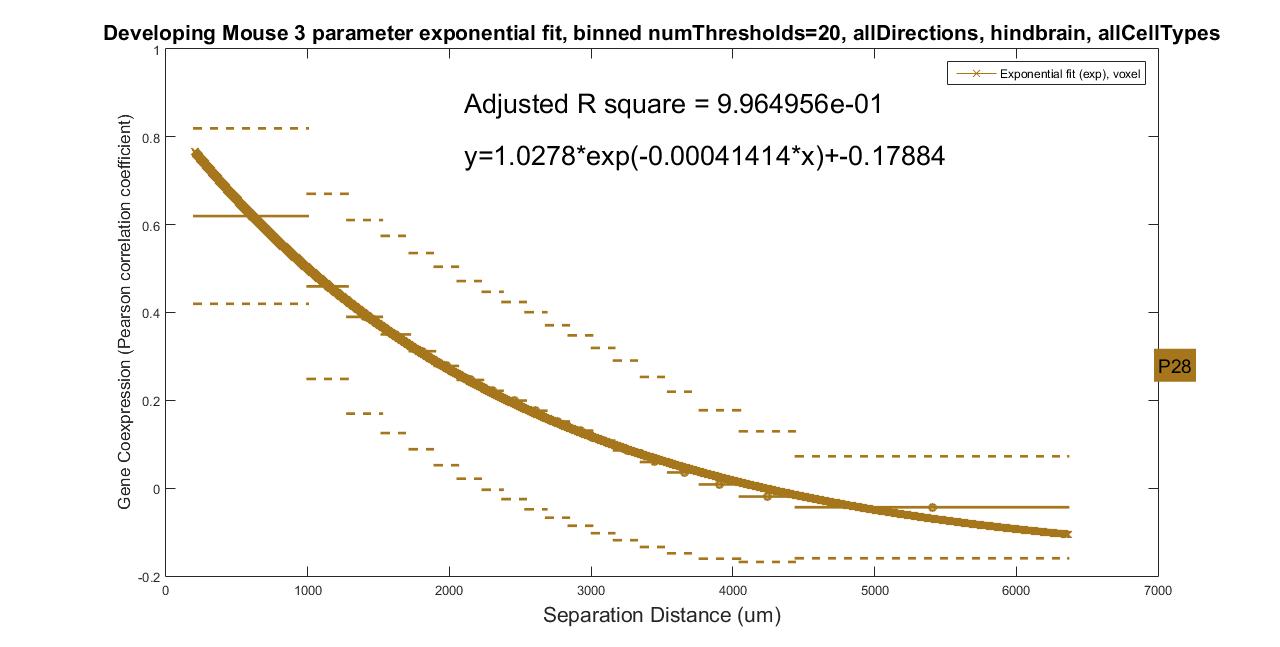 Developing Mouse 3 parameter exponential fit, binned numThresholds=20, allDirections, hindbrain, allCellTypes
Exponential fit (exp), voxel
Adjusted R square = 9.964956e-01
y=1.0278*exp(-0.00041414*x)+-0.17884
Gene Coexpression (Pearson correlation coefficient)
1
0.8
0.6
0.4
0.2
0
-0.2
P28
0 1000 2000 3000 4000 5000 6000 7000
Separation Distance (um)